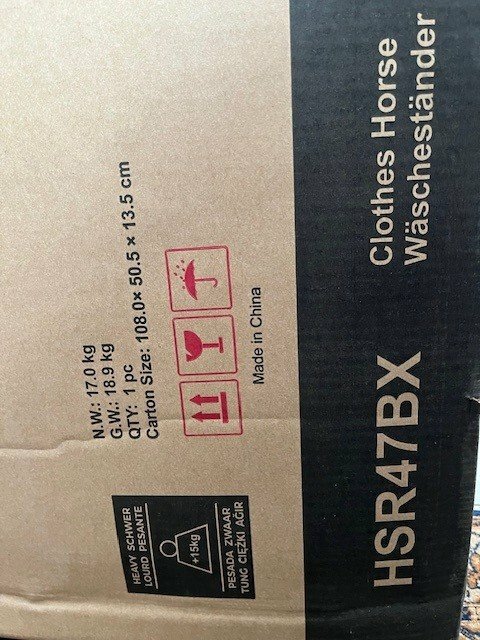 N.W.: 17.0 kg
G.W.: 18.9 kg
QTY: 1 pc
Carton Size: 108.0× 50.5 × 13.5 cm
Made in China
HEAVY SCHWER
LOURD PESANTE
+15kg
PESADA ZWAAR
TUNG CIĘŻKI AĞIR
HSR47BX
Clothes Horse
Wäscheständer